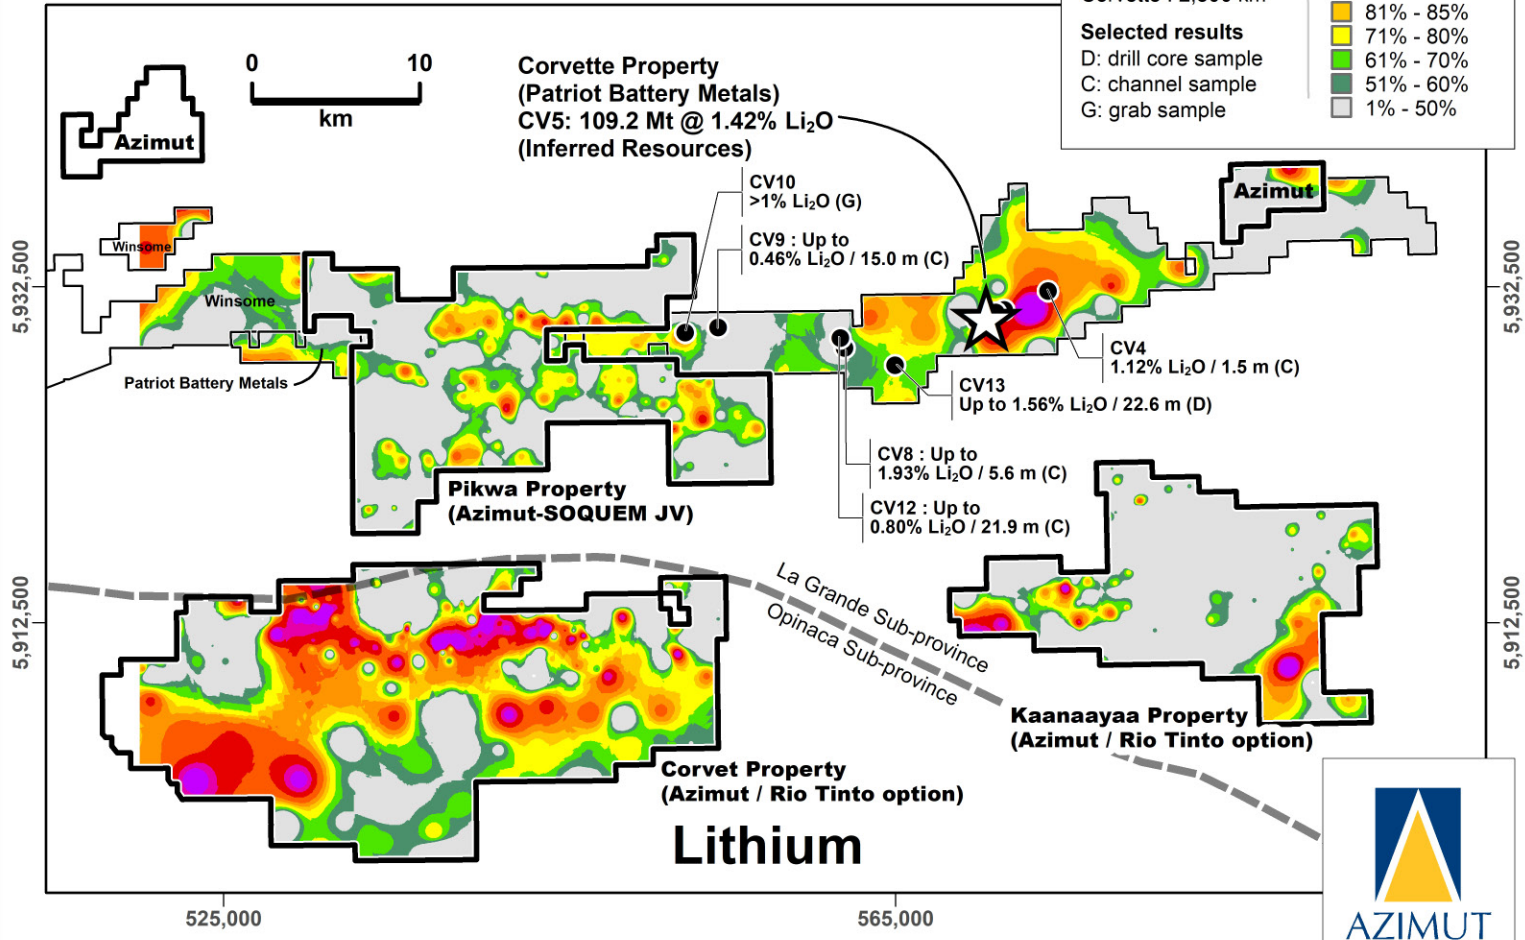 81% - 85%
Selected results
71% - 80%
D: drill core sample
61% - 70%
C: channel sample
51% - 60%
G: grab sample
1% - 50%
0 10
km
Azimut
Corvette Property
(Patriot Battery Metals)
CV5: 109.2 Mt @ 1.42% Li₂O
(Inferred Resources)
CV10
>1% Li₂O (G)
CV9 : Up to
0.46% Li₂O / 15.0 m (C)
Azimut
Winsome
Winsome
Patriot Battery Metals
5,932,500
5,932,500
CV4
1.12% Li₂O / 1.5 m (C)
CV13
Up to 1.56% Li₂O / 22.6 m (D)
CV8 : Up to
1.93% Li₂O / 5.6 m (C)
CV12 : Up to
0.80% Li₂O / 21.9 m (C)
Pikwa Property
(Azimut-SOQUEM JV)
La Grande Sub-province
Opinaca Sub-province
5,912,500
5,912,500
Kaanaayaa Property
(Azimut / Rio Tinto option)
Corvet Property
(Azimut / Rio Tinto option)
Lithium
525,000
565,000
AZIMUT